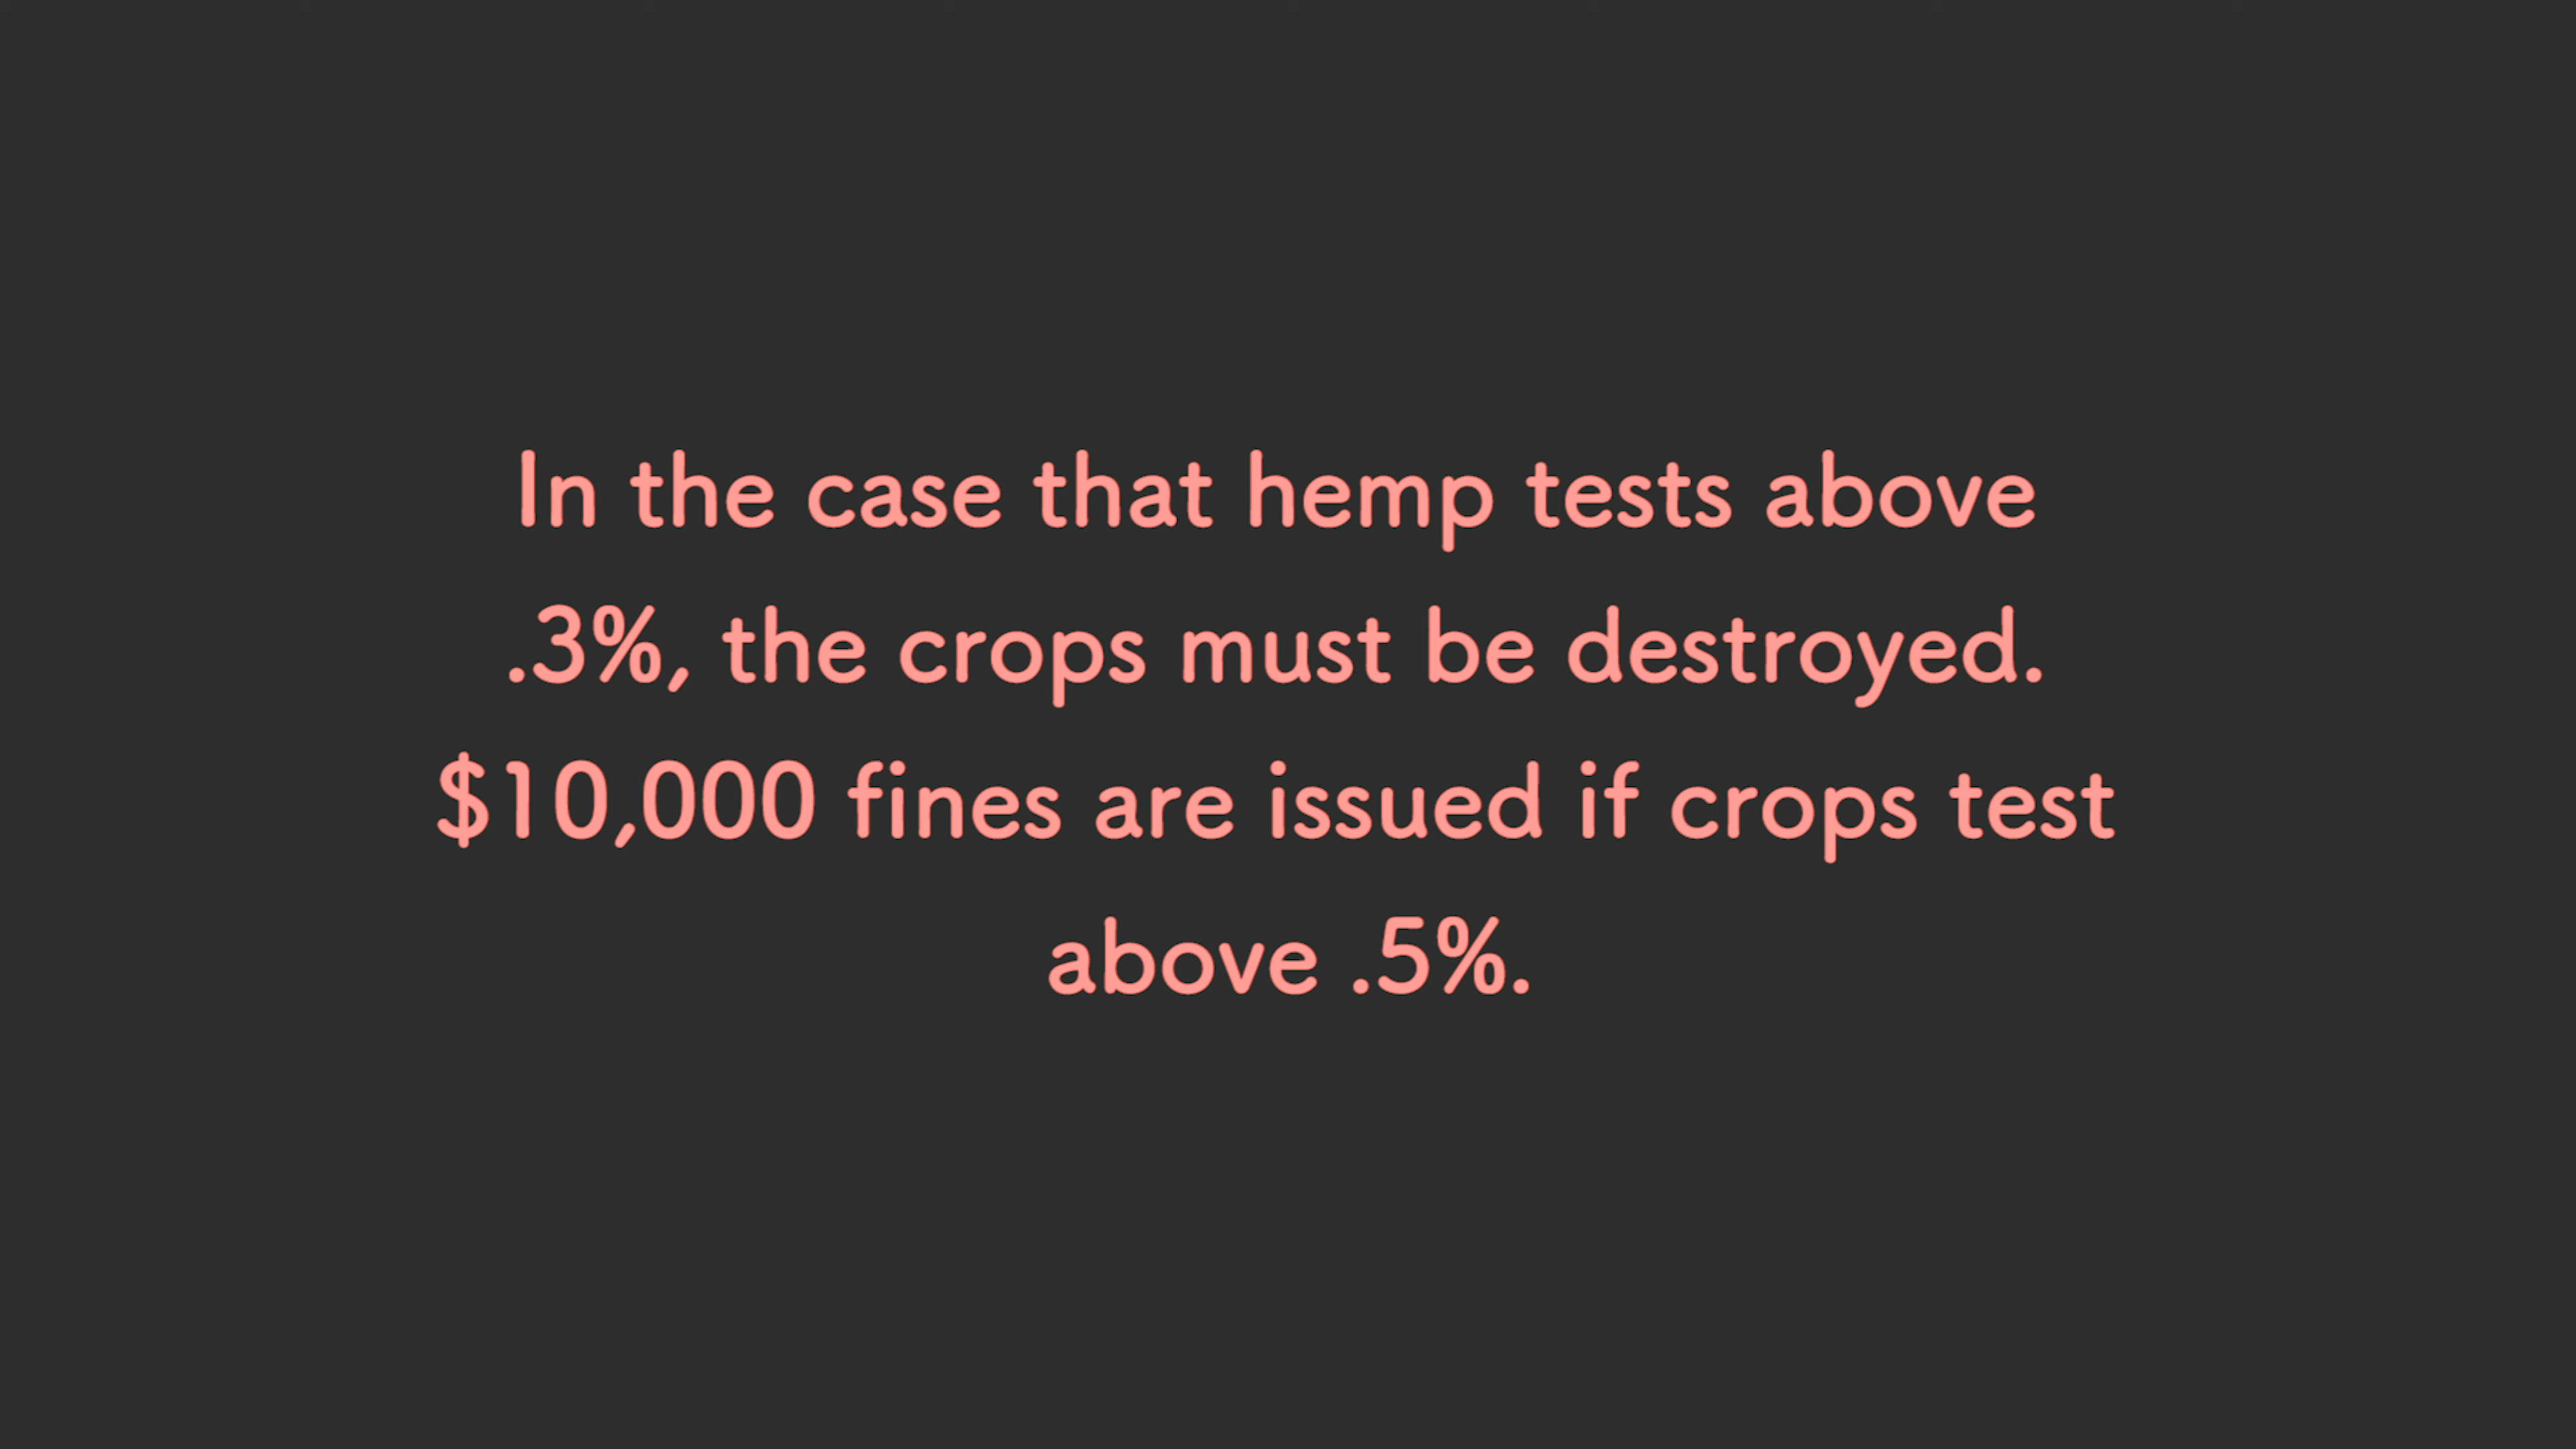 In the case that hemp tests above
.3%, the crops must be destroyed.
$10,000 fines are issued if crops test
above .5%.